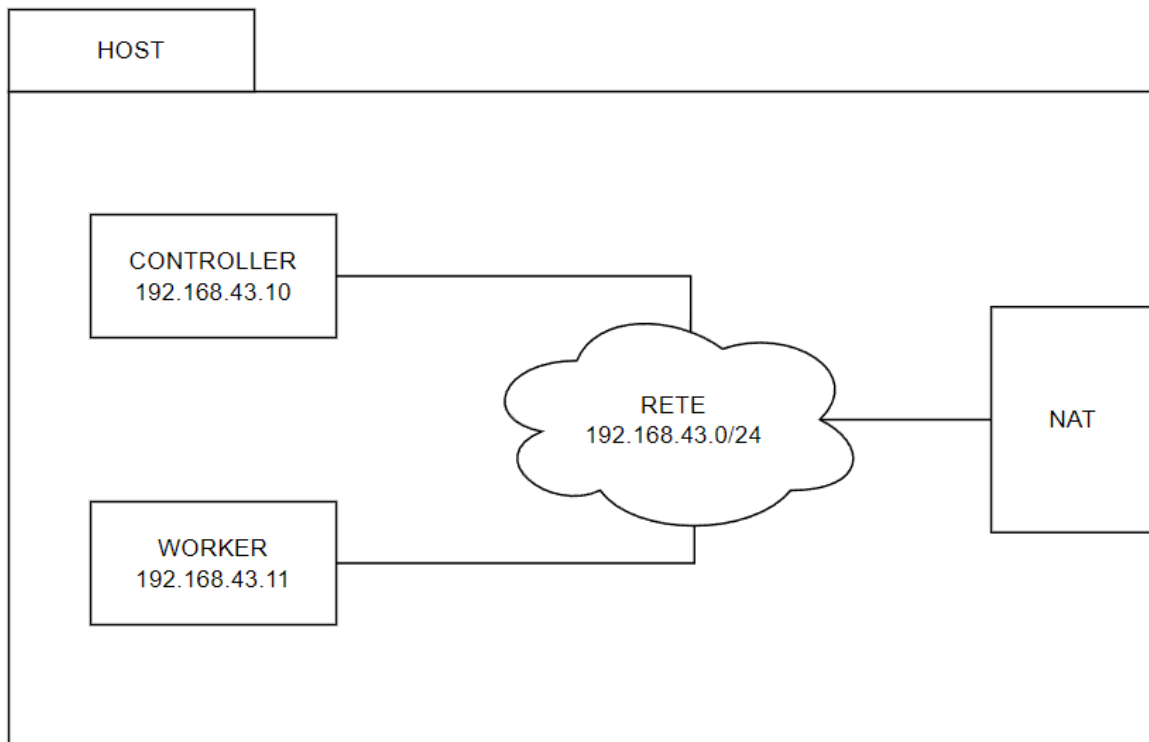 HOST
CONTROLLER
192.168.43.10
RETE
192.168.43.0/24
NAT
WORKER
192.168.43.11